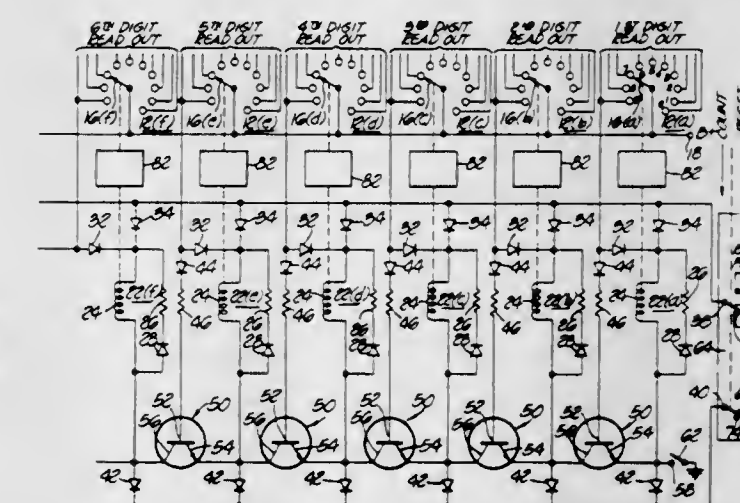 6TH DIGIT 5TH DIGIT 4TH DIGIT 3RD DIGIT 2ND DIGIT 1ST DIGIT
READ OUT READ OUT READ OUT READ OUT READ OUT READ OUT
16(f) 12(f) 16(e) 12(e) 16(d) 12(d) 16(c) 12(c) 16(b) 12(b) 16(a) 12(a) B+ COUNT
18
82 82 82 82 82 82
32 34 32 34 32 34 32 34 32 34 32 34
44 44 44 44 44
24 22(f) 24 22(e) 24 22(d) 24 22(c) 24 22(b) 24 22(a) 26
26 46 26 46 26 46 26 46 26 46 38
28 28 28 28 28 28 64
52 50 52 50 52 50 52 50 52 50 40
56 54 56 54 56 54 56 54 56 54 62
42 42 42 42 42 42 58